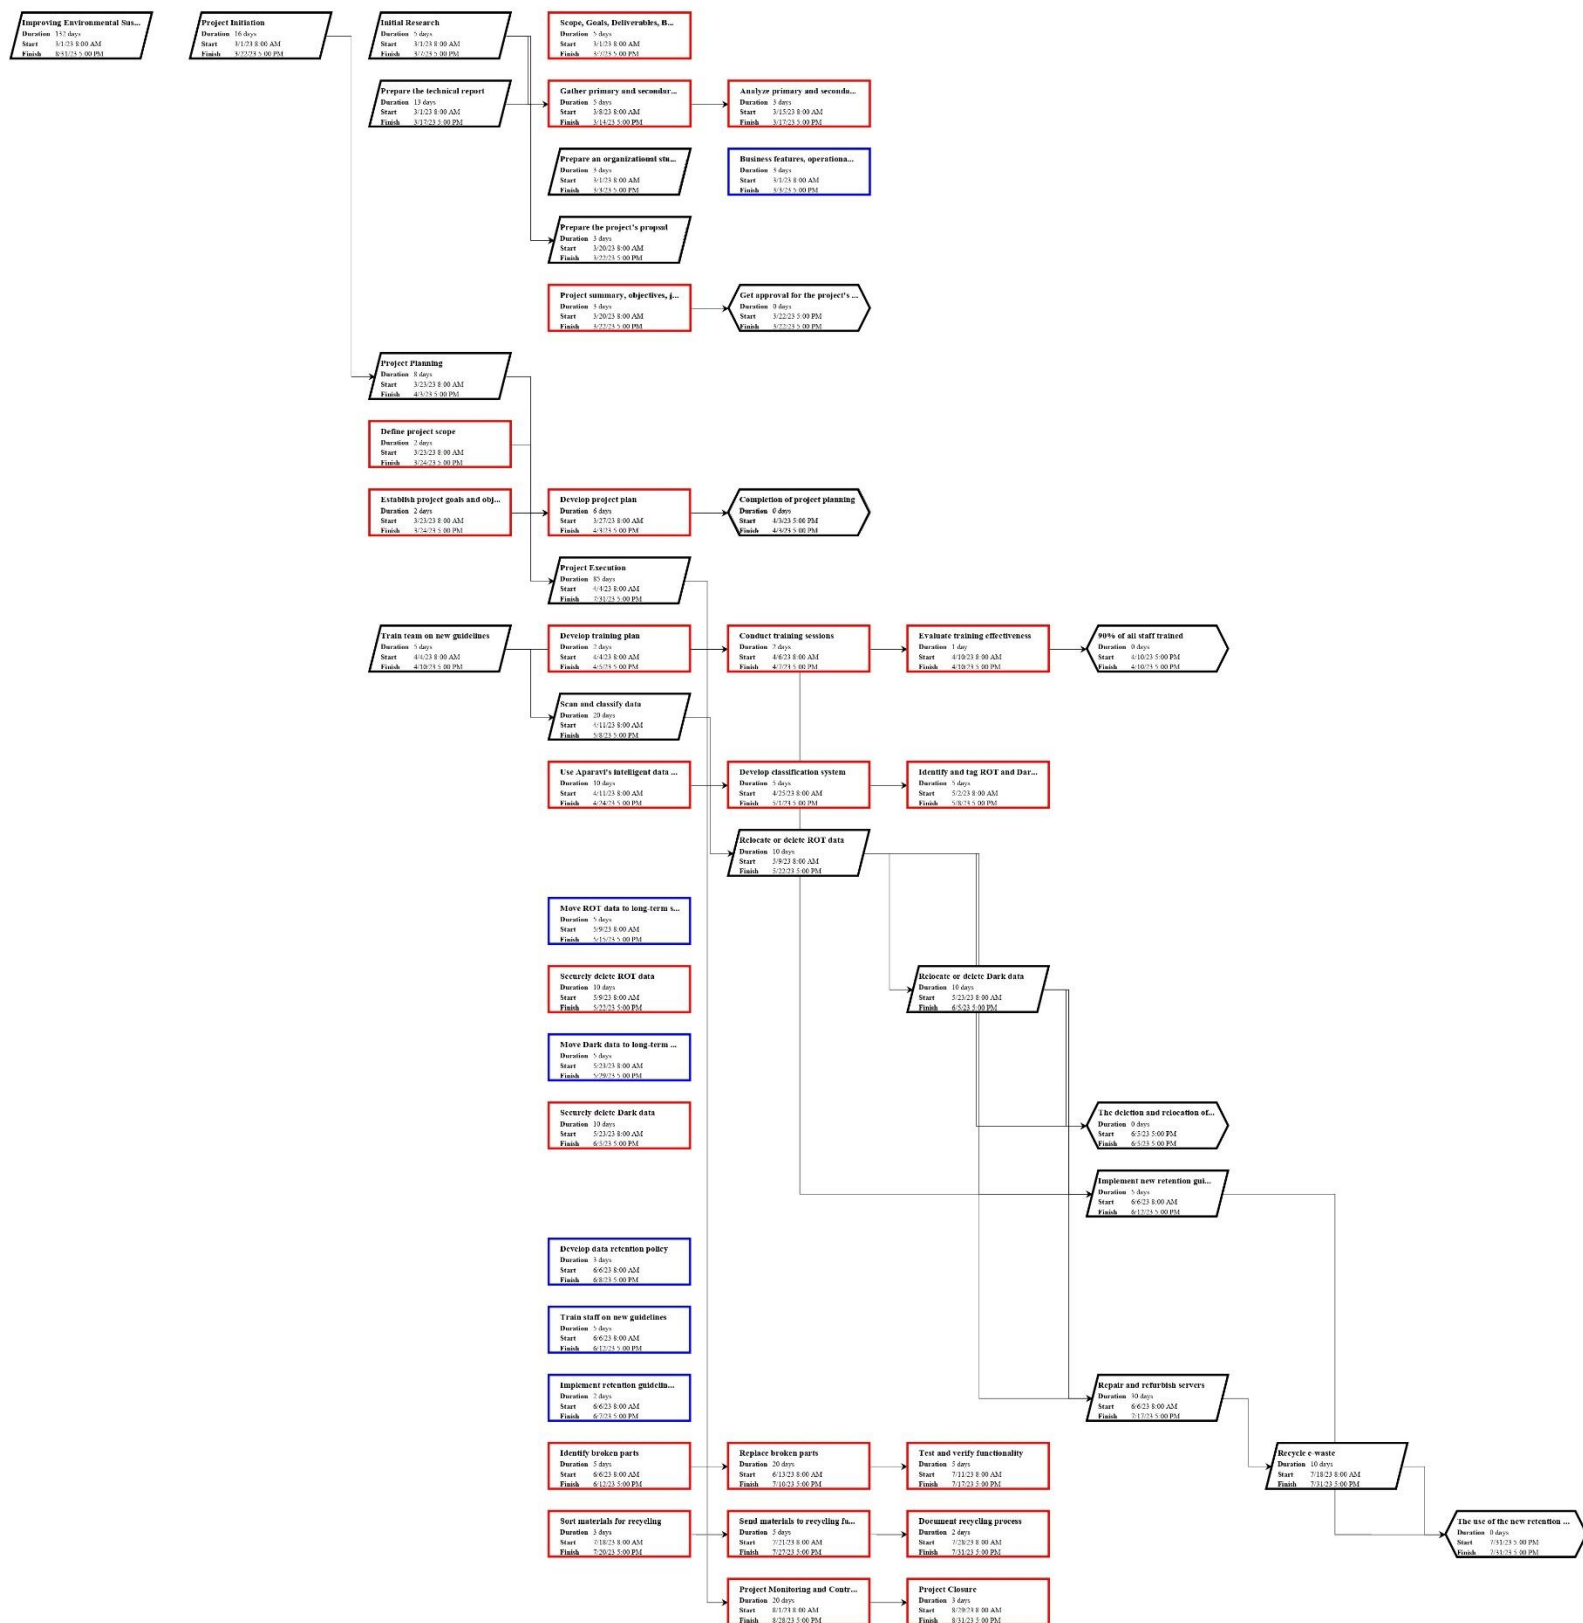 Improving Environmental Sus...
Duration 132 days
Start 3/1/23 8:00 AM
Finish 8/31/23 5:00 PM
Project Initiation
Duration 16 days
Start 3/1/23 8:00 AM
Finish 3/22/23 5:00 PM
Initial Research
Duration 5 days
Start 3/1/23 8:00 AM
Finish 3/7/23 5:00 PM
Scope, Goals, Deliverables, B...
Duration 5 days
Start 3/1/23 8:00 AM
Finish 3/7/23 5:00 PM
Prepare the technical report
Duration 13 days
Start 3/1/23 8:00 AM
Finish 3/17/23 5:00 PM
Gather primary and secondar...
Duration 5 days
Start 3/8/23 8:00 AM
Finish 3/14/23 5:00 PM
Analyze primary and seconda...
Duration 3 days
Start 3/15/23 8:00 AM
Finish 3/17/23 5:00 PM
Prepare an organizational stu...
Duration 3 days
Start 3/1/23 8:00 AM
Finish 3/3/23 5:00 PM
Business features, operationa...
Duration 3 days
Start 3/1/23 8:00 AM
Finish 3/3/23 5:00 PM
Prepare the project's propsal
Duration 3 days
Start 3/20/23 8:00 AM
Finish 3/22/23 5:00 PM
Project summary, objectives, j...
Duration 3 days
Start 3/20/23 8:00 AM
Finish 3/22/23 5:00 PM
Get approval for the project's ...
Duration 0 days
Start 3/22/23 5:00 PM
Finish 3/22/23 5:00 PM
Project Planning
Duration 8 days
Start 3/23/23 8:00 AM
Finish 4/3/23 5:00 PM
Define project scope
Duration 2 days
Start 3/23/23 8:00 AM
Finish 3/24/23 5:00 PM
Establish project goals and obj...
Duration 2 days
Start 3/23/23 8:00 AM
Finish 3/24/23 5:00 PM
Develop project plan
Duration 6 days
Start 3/27/23 8:00 AM
Finish 4/3/23 5:00 PM
Completion of project planning
Duration 0 days
Start 4/3/23 5:00 PM
Finish 4/3/23 5:00 PM
Project Execution
Duration 85 days
Start 4/4/23 8:00 AM
Finish 7/31/23 5:00 PM
Train team on new guidelines
Duration 5 days
Start 4/4/23 8:00 AM
Finish 4/10/23 5:00 PM
Develop training plan
Duration 2 days
Start 4/4/23 8:00 AM
Finish 4/5/23 5:00 PM
Conduct training sessions
Duration 2 days
Start 4/6/23 8:00 AM
Finish 4/7/23 5:00 PM
Evaluate training effectiveness
Duration 1 day
Start 4/10/23 8:00 AM
Finish 4/10/23 5:00 PM
90% of all staff trained
Duration 0 days
Start 4/10/23 5:00 PM
Finish 4/10/23 5:00 PM
Scan and classify data
Duration 20 days
Start 4/11/23 8:00 AM
Finish 5/8/23 5:00 PM
Use Aparavi's intelligent data ...
Duration 10 days
Start 4/11/23 8:00 AM
Finish 4/24/23 5:00 PM
Develop classification system
Duration 5 days
Start 4/25/23 8:00 AM
Finish 5/1/23 5:00 PM
Identify and tag ROT and Dar...
Duration 5 days
Start 5/2/23 8:00 AM
Finish 5/8/23 5:00 PM
Relocate or delete ROT data
Duration 10 days
Start 5/9/23 8:00 AM
Finish 5/22/23 5:00 PM
Move ROT data to long-term s...
Duration 5 days
Start 5/9/23 8:00 AM
Finish 5/15/23 5:00 PM
Securely delete ROT data
Duration 10 days
Start 5/9/23 8:00 AM
Finish 5/22/23 5:00 PM
Relocate or delete Dark data
Duration 10 days
Start 5/23/23 8:00 AM
Finish 6/5/23 5:00 PM
Move Dark data to long-term ...
Duration 5 days
Start 5/23/23 8:00 AM
Finish 5/29/23 5:00 PM
Securely delete Dark data
Duration 10 days
Start 5/23/23 8:00 AM
Finish 6/5/23 5:00 PM
The deletion and relocation of...
Duration 0 days
Start 6/5/23 5:00 PM
Finish 6/5/23 5:00 PM
Implement new retention gui...
Duration 5 days
Start 6/6/23 8:00 AM
Finish 6/12/23 5:00 PM
Develop data retention policy
Duration 3 days
Start 6/6/23 8:00 AM
Finish 6/8/23 5:00 PM
Train staff on new guidelines
Duration 5 days
Start 6/6/23 8:00 AM
Finish 6/12/23 5:00 PM
Implement retention guidelin...
Duration 2 days
Start 6/6/23 8:00 AM
Finish 6/7/23 5:00 PM
Repair and refurbish servers
Duration 30 days
Start 6/6/23 8:00 AM
Finish 7/17/23 5:00 PM
Identify broken parts
Duration 5 days
Start 6/6/23 8:00 AM
Finish 6/12/23 5:00 PM
Replace broken parts
Duration 20 days
Start 6/13/23 8:00 AM
Finish 7/10/23 5:00 PM
Test and verify functionality
Duration 5 days
Start 7/11/23 8:00 AM
Finish 7/17/23 5:00 PM
Recycle e-waste
Duration 10 days
Start 7/18/23 8:00 AM
Finish 7/31/23 5:00 PM
Sort materials for recycling
Duration 3 days
Start 7/18/23 8:00 AM
Finish 7/20/23 5:00 PM
Send materials to recycling fa...
Duration 5 days
Start 7/21/23 8:00 AM
Finish 7/27/23 5:00 PM
Document recycling process
Duration 2 days
Start 7/28/23 8:00 AM
Finish 7/31/23 5:00 PM
The use of the new retention ...
Duration 0 days
Start 7/31/23 5:00 PM
Finish 7/31/23 5:00 PM
Project Monitoring and Contr...
Duration 20 days
Start 8/1/23 8:00 AM
Finish 8/28/23 5:00 PM
Project Closure
Duration 3 days
Start 8/29/23 8:00 AM
Finish 8/31/23 5:00 PM